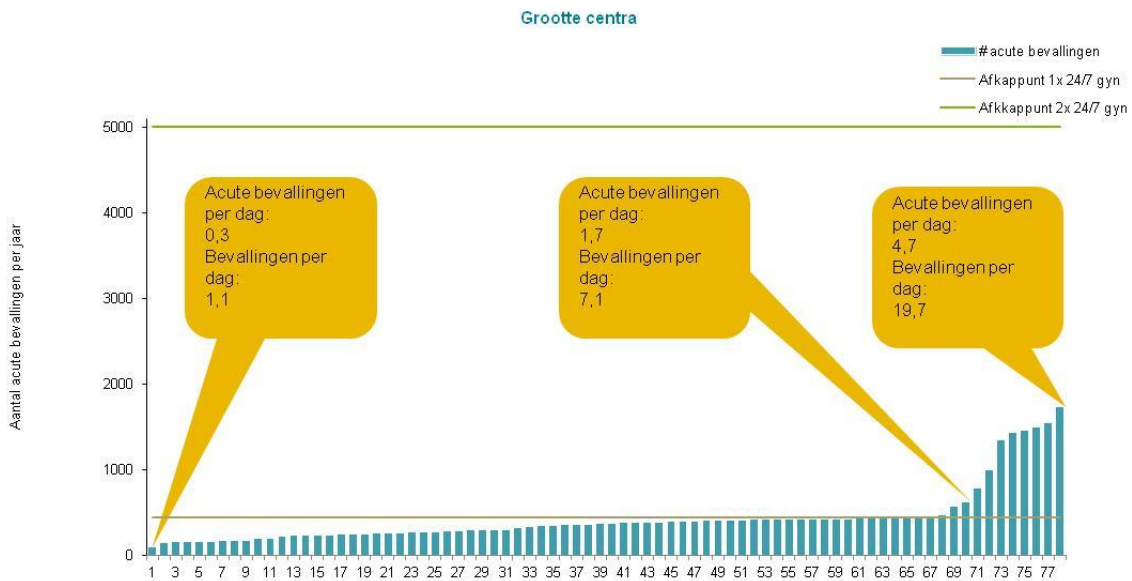 Grootte centra
#acute bevallingen
Afkappunt 1x 24/7 gyn
Afkkappunt 2x 24/7 gyn
Aantal acute bevallingen per jaar
5000
4000
3000
2000
1000
0
Acute bevallingen
per dag:
0,3
Bevallingen per
dag:
1,1
Acute bevallingen
per dag:
1,7
Bevallingen per
dag:
7,1
Acute bevallingen
per dag:
4,7
Bevallingen per
dag:
19,7
1 3 5 7 9 11 13 15 17 19 21 23 25 27 29 31 33 35 37 39 41 43 45 47 49 51 53 55 57 59 61 63 65 67 69 71 73 75 77